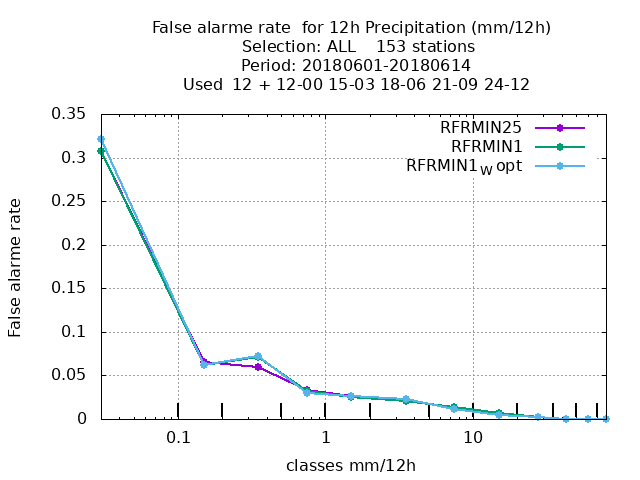 False alarme rate  for 12h Precipitation (mm/12h)
Selection: ALL    153 stations
Period: 20180601-20180614
Used  12 + 12-00 15-03 18-06 21-09 24-12
RFRMIN25
RFRMIN1
RFRMIN1W opt
0.35
0.3
0.25
0.2
0.15
0.1
0.05
0
False alarme rate
0.1 1 10
classes mm/12h